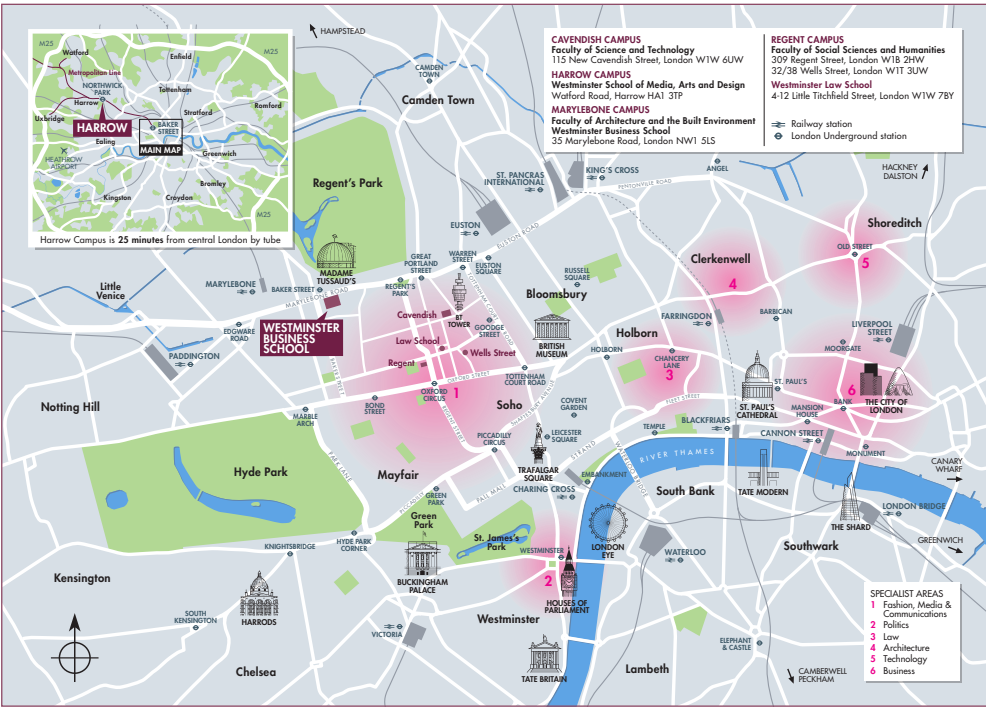 HAMPSTEAD
M25
Watford
Enfield
M25
Metropolitan Line
NORTHWICK
PARK
Harrow
Tottenham
Romford
Uxbridge
Stratford
HARROW
BAKER
STREET
Ealing
MAIN MAP
HEATHROW
AIRPORT
Greenwich
Bromley
Kingston
Croydon
M25
Harrow Campus is 25 minutes from central London by tube
CAVENDISH CAMPUS
Faculty of Science and Technology
115 New Cavendish Street, London W1W 6UW
HARROW CAMPUS
Westminster School of Media, Arts and Design
Watford Road, Harrow HA1 3TP
MARYLEBONE CAMPUS
Faculty of Architecture and the Built Environment
Westminster Business School
35 Marylebone Road, London NW1 5LS
REGENT CAMPUS
Faculty of Social Sciences and Humanities
309 Regent Street, London W1B 2HW
32/38 Wells Street, London W1T 3UW
Westminster Law School
4-12 Little Titchfield Street, London W1W 7BY
Railway station
London Underground station
CAMDEN
TOWN
Camden Town
Regent's Park
ST. PANCRAS
INTERNATIONAL
KING'S CROSS
PENTONVILLE ROAD
ANGEL
HACKNEY
DALSTON
EUSTON
EUSTON ROAD
Shoreditch
OLD STREET
5
Clerkenwell
4
MADAME
TUSSAUD'S
GREAT
PORTLAND
STREET
WARREN
STREET
EUSTON
SQUARE
RUSSELL
SQUARE
Little
Venice
MARYLEBONE
BAKER STREET
MARYLEBONE ROAD
REGENT'S
PARK
TOTTENHAM COURT ROAD
Bloomsbury
Cavendish
BT
TOWER
GOODGE
STREET
BRITISH
MUSEUM
Holborn
FARRINGDON
BARBICAN
LIVERPOOL
STREET
WESTMINSTER
BUSINESS
SCHOOL
EDGWARE
ROAD
PADDINGTON
Law School
Regent
Wells Street
HOLBORN
CHANCERY
LANE
3
MOORGATE
BAKER STREET
OXFORD STREET
TOTTENHAM
COURT ROAD
OXFORD
CIRCUS
1
ST. PAUL'S
6
BANK
THE CITY OF
LONDON
Notting Hill
MARBLE
ARCH
BOND
STREET
REGENT STREET
Soho
COVENT
GARDEN
FLEET STREET
ST. PAUL'S
CATHEDRAL
MANSION
HOUSE
BLACKFRIARS
CANNON STREET
TEMPLE
MONUMENT
PICCADILLY
CIRCUS
LEICESTER
SQUARE
STRAND
WATERLOO BRIDGE
RIVER THAMES
Hyde Park
PARK LANE
Mayfair
TRAFALGAR
SQUARE
CANARY
WHARF
PICCADILLY
GREEN
PARK
PALL MALL
CHARING CROSS
EMBANKMENT
South Bank
TATE MODERN
LONDON BRIDGE
THE SHARD
GREENWICH
Green
Park
St. James's
Park
HYDE PARK
CORNER
KNIGHTSBRIDGE
LONDON
EYE
WATERLOO
Southwark
BUCKINGHAM
PALACE
WESTMINSTER
2
HOUSES OF
PARLIAMENT
Kensington
HARRODS
SOUTH
KENSINGTON
VICTORIA
Westminster
ELEPHANT
& CASTLE
Chelsea
TATE BRITAIN
Lambeth
CAMBERWELL
PECKHAM
SPECIALIST AREAS
1 Fashion, Media &
Communications
2 Politics
3 Law
4 Architecture
5 Technology
6 Business